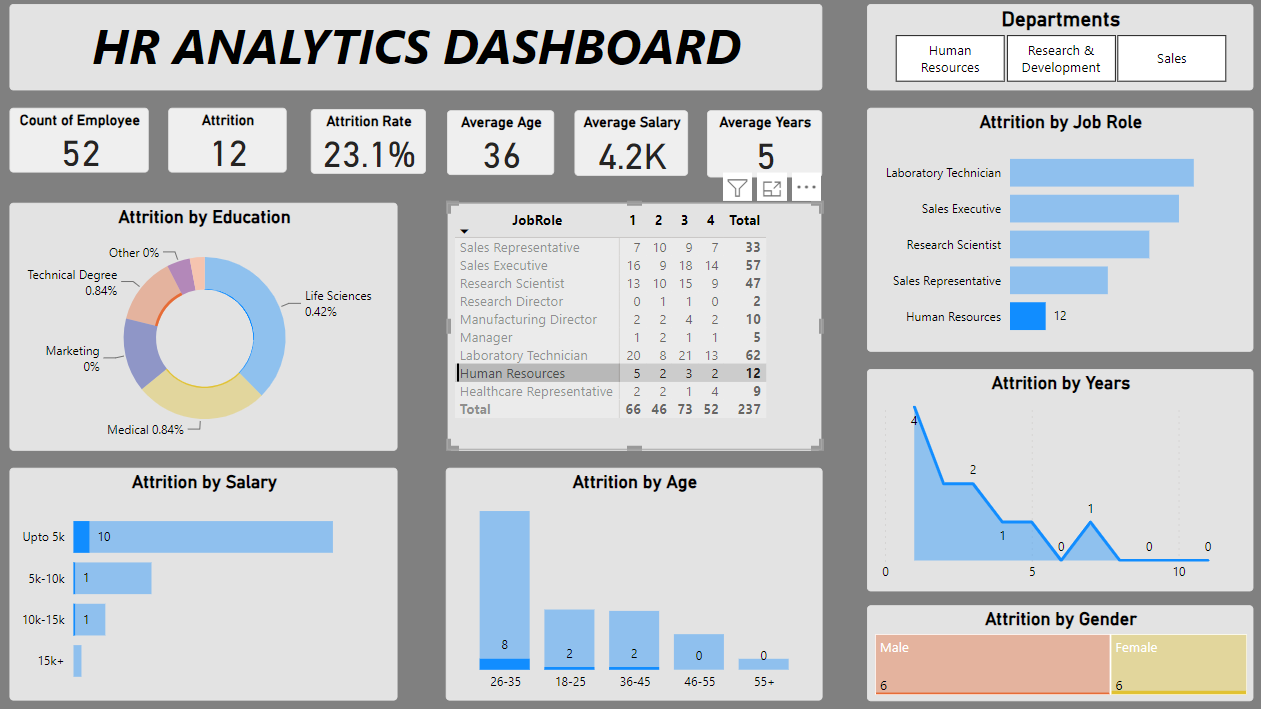 HR ANALYTICS DASHBOARD
Departments
Human
Resources
Research &
Development
Sales
Count of Employee
52
Attrition
12
Attrition Rate
23.1%
Average Age
36
Average Salary
4.2K
Average Years
5
Attrition by Education
Other 0%
Technical Degree
0.84%
Life Sciences
0.42%
Marketing
0%
Medical 0.84%
JobRole 1 2 3 4 Total
Sales Representative 7 10 9 7 33
Sales Executive 16 9 18 14 57
Research Scientist 13 10 15 9 47
Research Director 0 1 1 0 2
Manufacturing Director 2 2 4 2 10
Manager 1 2 1 1 5
Laboratory Technician 20 8 21 13 62
Human Resources 5 2 3 2 12
Healthcare Representative 2 2 1 4 9
Total 66 46 73 52 237
Attrition by Job Role
Laboratory Technician
Sales Executive
Research Scientist
Sales Representative
Human Resources 12
Attrition by Years
4
2
1
0
1
0
0
0 5 10
Attrition by Salary
Upto 5k 10
5k-10k 1
10k-15k 1
15k+
Attrition by Age
8 2 2 0 0
26-35 18-25 36-45 46-55 55+
Attrition by Gender
Male
6
Female
6